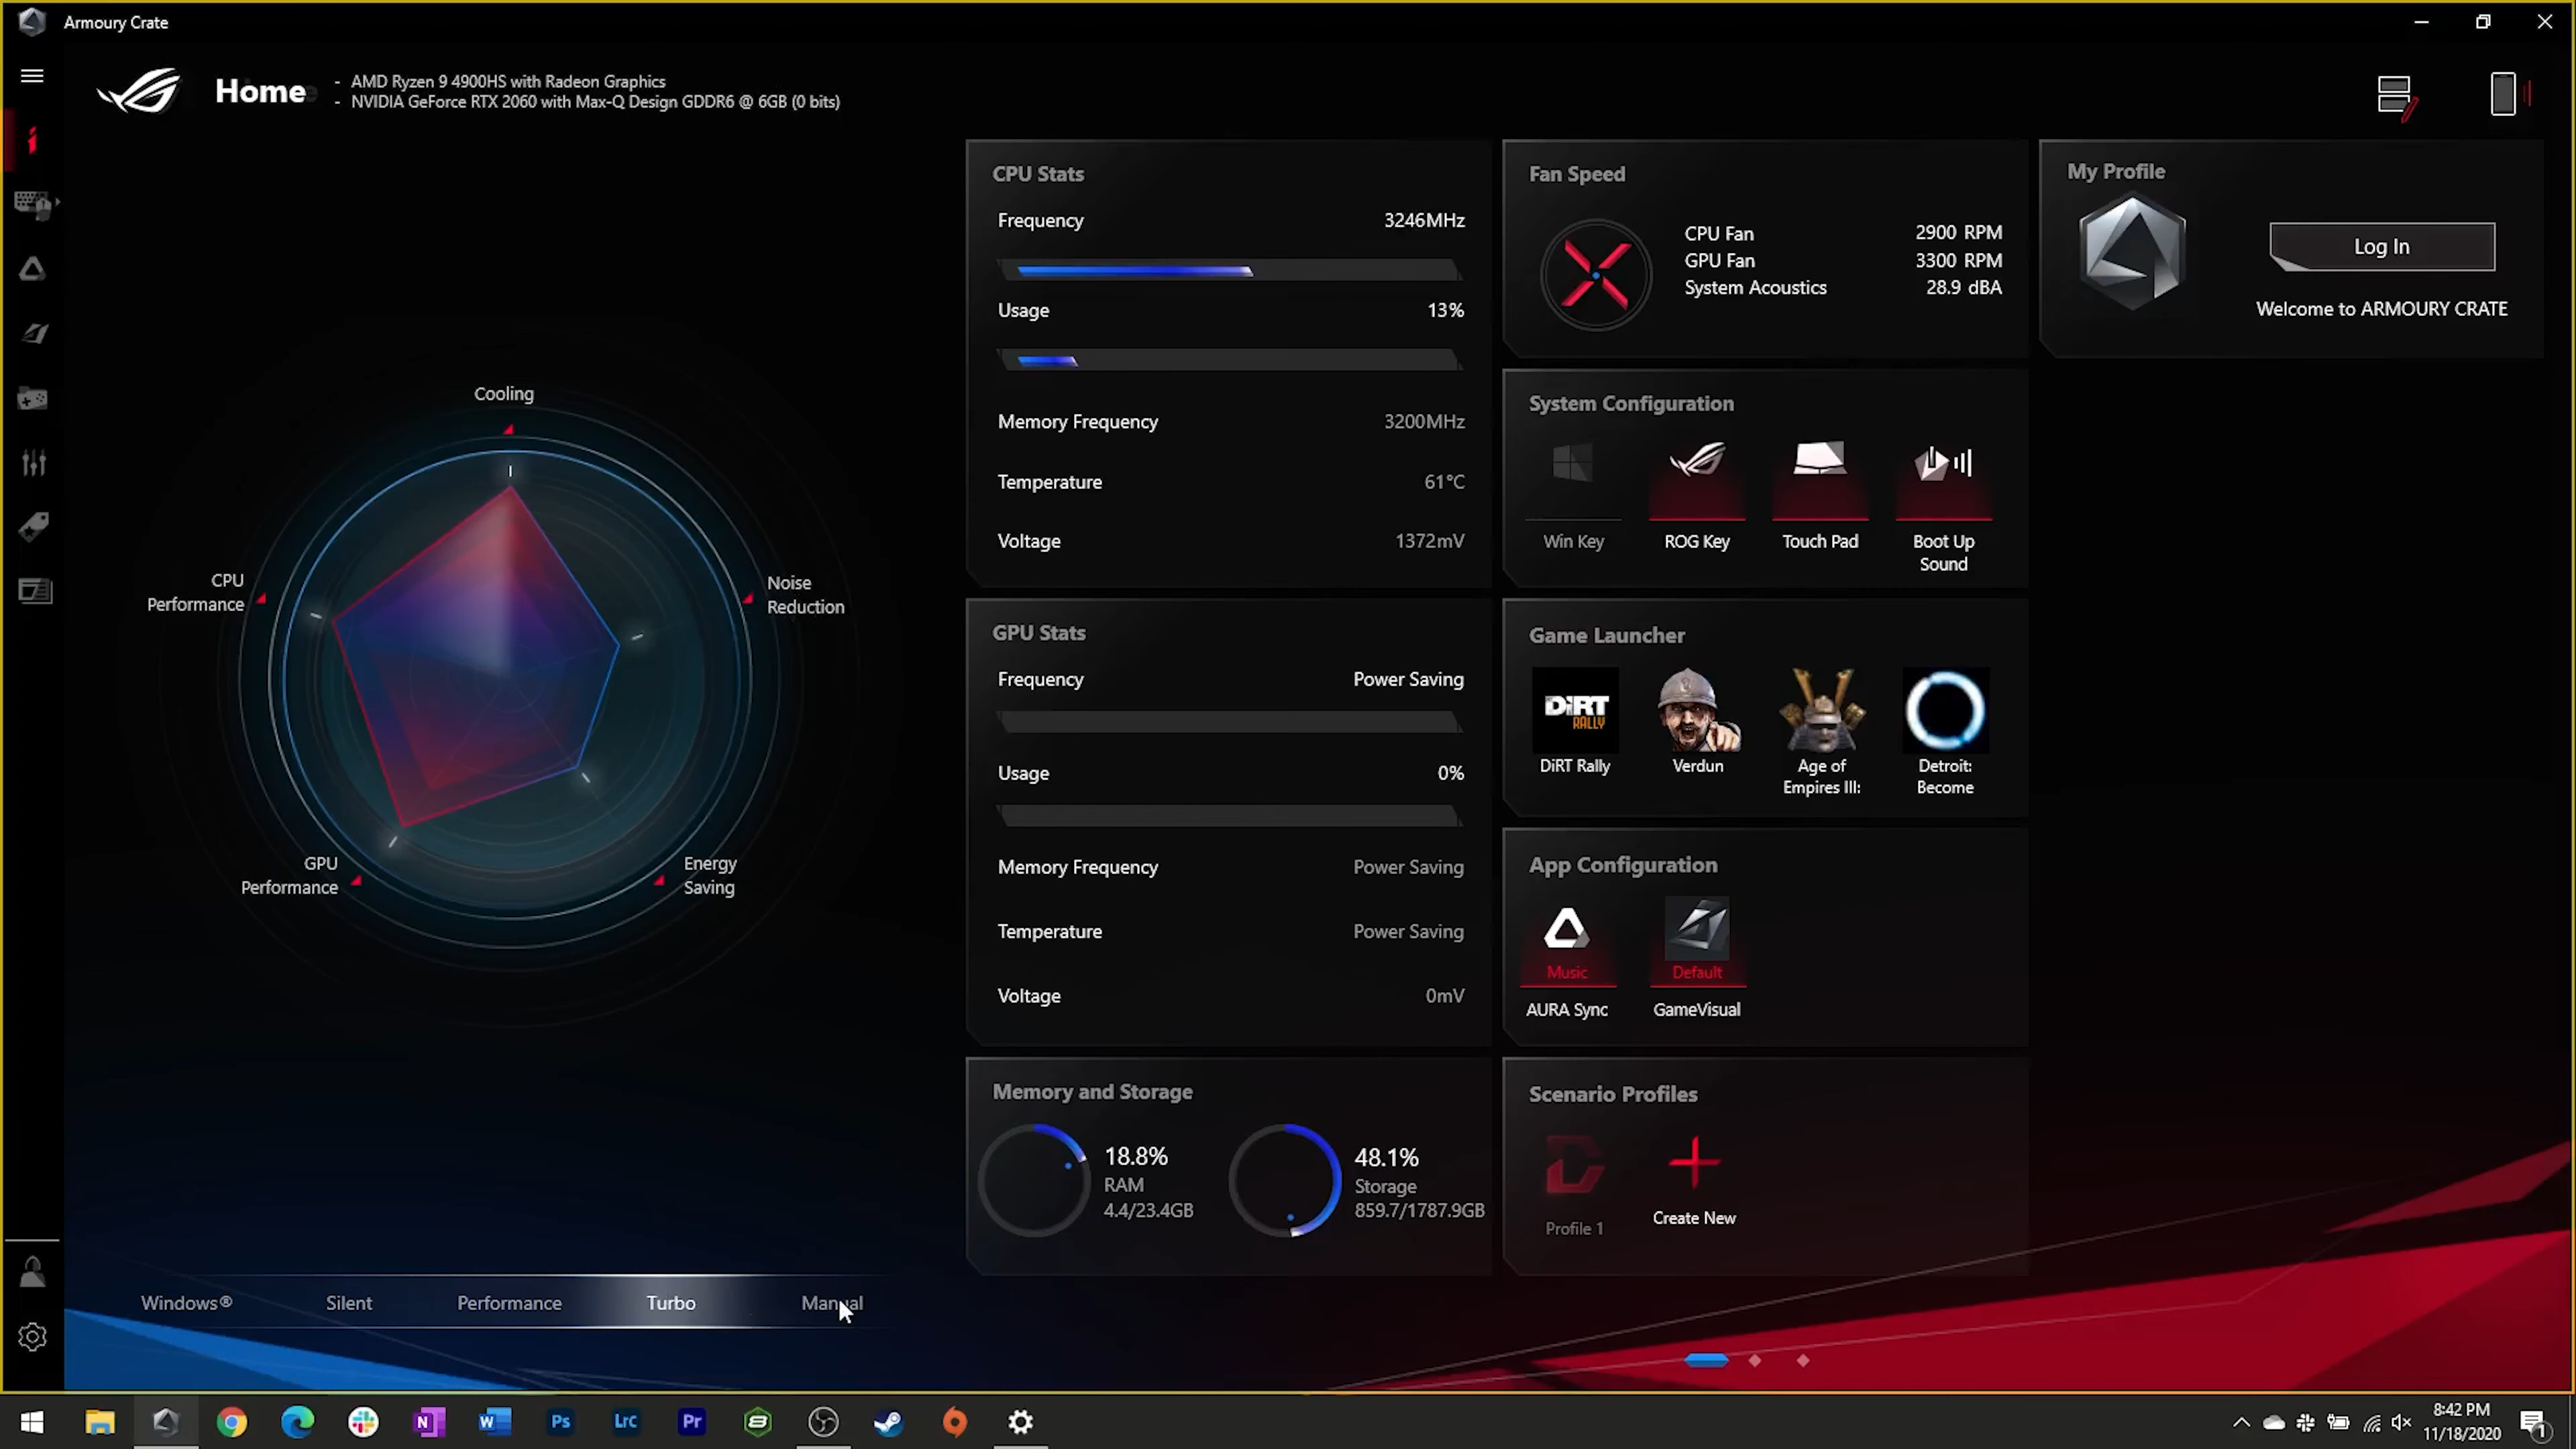 Armoury Crate
Home
- AMD Ryzen 9 4900HS with Radeon Graphics
- NVIDIA GeForce RTX 2060 with Max-Q Design GDDR6 @ 6GB (0 bits)
Cooling
CPU
Performance
Noise
Reduction
GPU
Performance
Energy
Saving
Windows®
Silent
Performance
Turbo
Manual
CPU Stats
Frequency 3246MHz
Usage 13%
Memory Frequency 3200MHz
Temperature 61°C
Voltage 1372mV
GPU Stats
Frequency Power Saving
Usage 0%
Memory Frequency Power Saving
Temperature Power Saving
Voltage 0mV
Memory and Storage
18.8%
RAM
4.4/23.4GB
48.1%
Storage
859.7/1787.9GB
Fan Speed
CPU Fan 2900 RPM
GPU Fan 3300 RPM
System Acoustics 28.9 dBA
System Configuration
Win Key
ROG Key
Touch Pad
Boot Up
Sound
Game Launcher
DiRT
RALLY
DiRT Rally
Verdun
Age of
Empires III:
Detroit:
Become
App Configuration
Music
AURA Sync
Default
GameVisual
Scenario Profiles
Profile 1
Create New
My Profile
Log In
Welcome to ARMOURY CRATE
N
W
Ps
Lrc
Pr
8:42 PM
11/18/2020
1